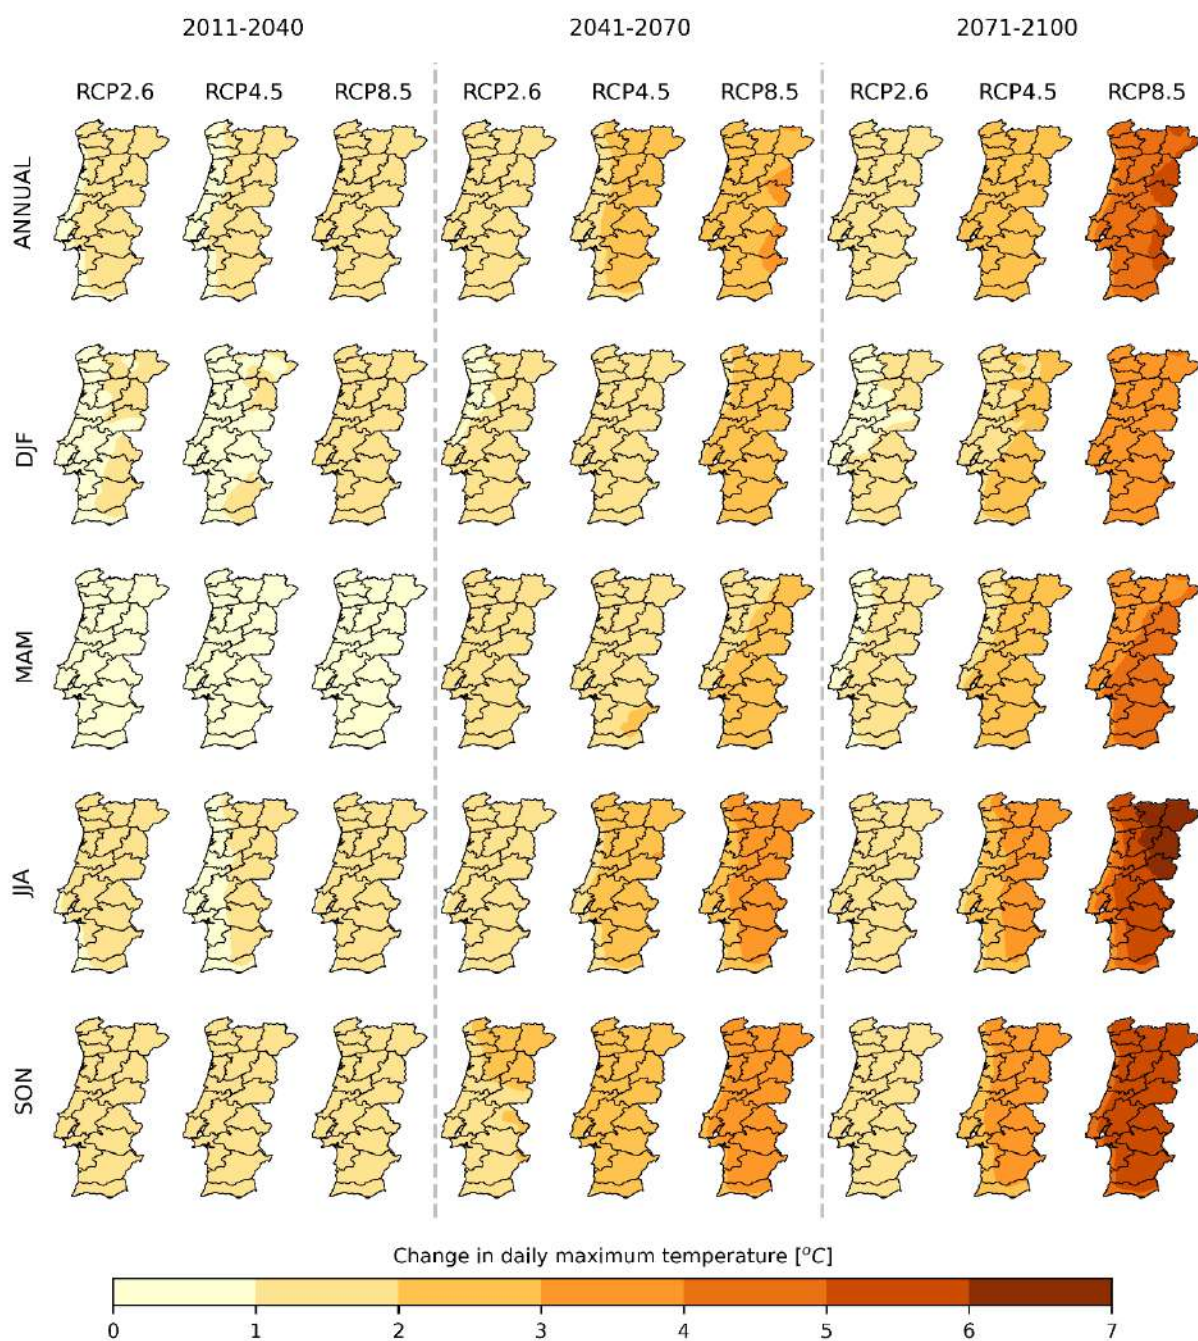 2011-2040 2041-2070 2071-2100
RCP2.6 RCP4.5 RCP8.5 RCP2.6 RCP4.5 RCP8.5 RCP2.6 RCP4.5 RCP8.5
ANNUAL
DJF
MAM
JJA
SON
Change in daily maximum temperature [°C]
0 1 2 3 4 5 6 7